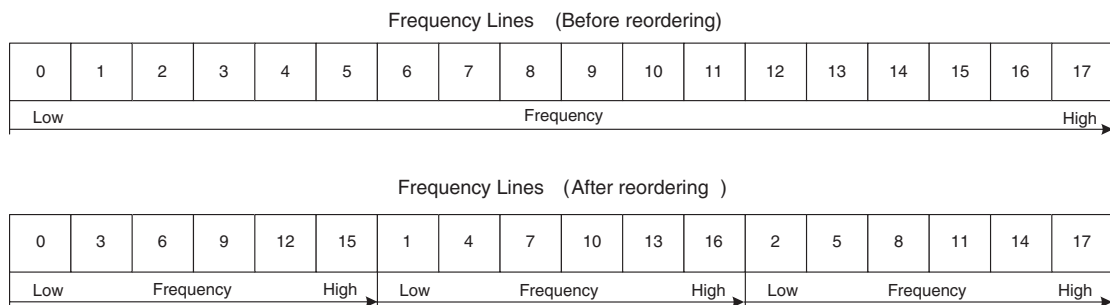 Frequency Lines (Before reordering)
0 1 2 3 4 5 6 7 8 9 10 11 12 13 14 15 16 17
Low Frequency High
Frequency Lines (After reordering )
0 3 6 9 12 15 1 4 7 10 13 16 2 5 8 11 14 17
Low Frequency High Low Frequency High Low Frequency High